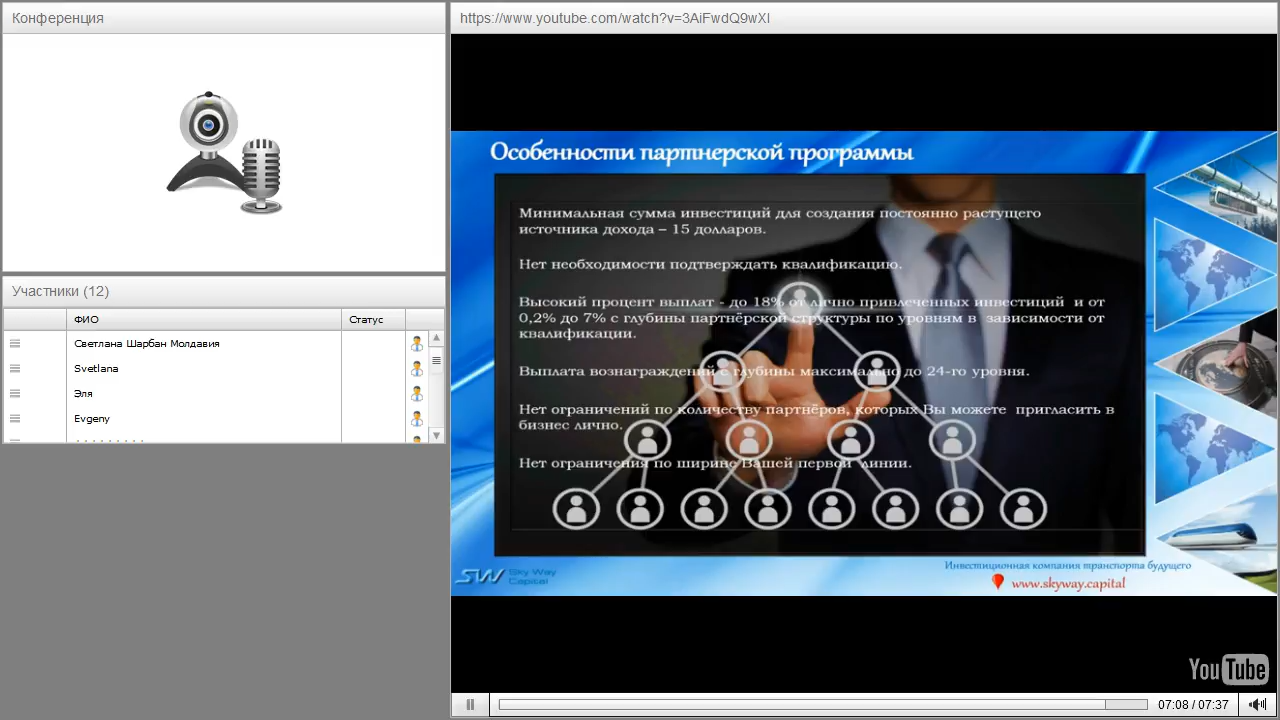 Конференция
https://www.youtube.com/watch?v=3AiFwdQ9wXI
Участники (12)
ФИО
Статус
Светлана Шарбан Молдавия
Svetlana
Эля
Evgeny
Особенности партнерской программы
Минимальная сумма инвестиций для создания постоянно растущего
источника дохода – 15 долларов.
Нет необходимости подтверждать квалификацию.
Высокий процент выплат - до 18% от лично привлеченных инвестиций и от
0,2% до 7% с глубины партнёрской структуры по уровням в зависимости от
квалификации.
Выплата вознаграждений с глубины максимально до 24-го уровня.
Нет ограничений по количеству партнёров, которых Вы можете пригласить в
бизнес лично.
Нет ограничения по ширине Вашей первой линии.
SW Sky Way
Capital
Инвестиционная компания транспорта будущего
www.skyway.capital
YouTube
07:08 / 07:37